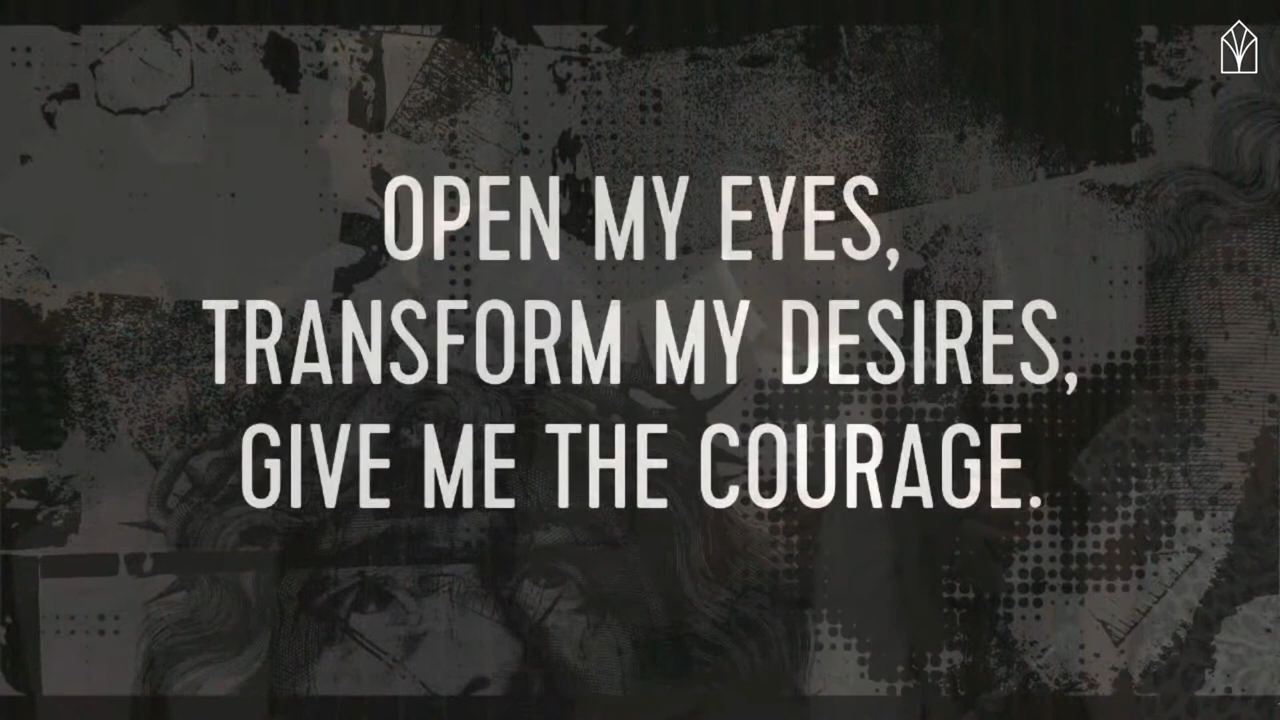 OPEN MY EYES,
TRANSFORM MY DESIRES,
GIVE ME THE COURAGE.